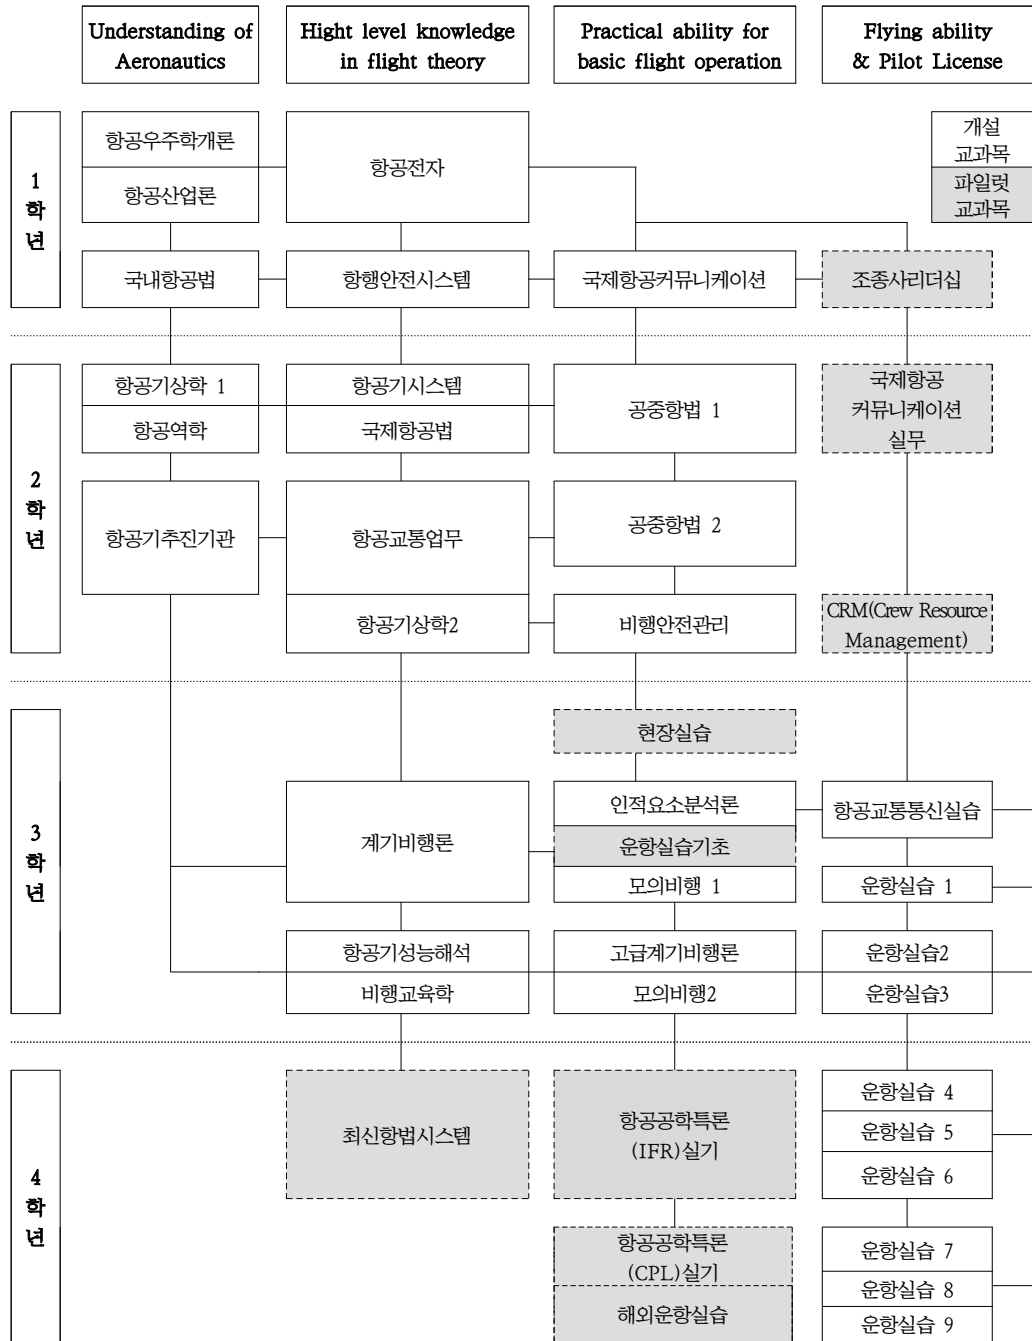 Understanding of
Aeronautics
Hight level knowledge
in flight theory
Practical ability for
basic flight operation
Flying ability
& Pilot License
1
학
년
항공우주학개론
항공산업론
항공전자
개설
교과목
파일럿
교과목
국내항공법
항행안전시스템
국제항공커뮤니케이션
조종사리더십
2
학
년
항공기상학 1
항공역학
항공기시스템
국제항공법
공중항법 1
국제항공
커뮤니케이션
실무
항공기추진기관
항공교통업무
공중항법 2
항공기상학2
비행안전관리
CRM(Crew Resource
Management)
3
학
년
현장실습
계기비행론
인적요소분석론
운항실습기초
모의비행 1
항공교통통신실습
운항실습 1
항공기성능해석
비행교육학
고급계기비행론
모의비행2
운항실습2
운항실습3
4
학
년
최신항법시스템
항공공학특론
(IFR)실기
운항실습 4
운항실습 5
운항실습 6
항공공학특론
(CPL)실기
해외운항실습
운항실습 7
운항실습 8
운항실습 9